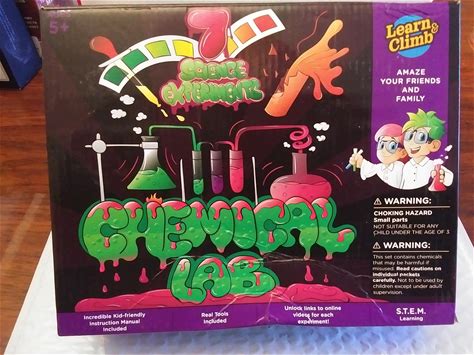 5+
7
SCIENCE
EXPERIMENTS
Learn &
Climb
AMAZE
YOUR FRIENDS
AND
FAMILY
CHEMICAL
LAB
WARNING:
CHOKING HAZARD
Small parts
NOT SUITABLE FOR ANY
CHILD UNDER THE AGE OF 3
WARNING:
This set contains chemicals
that may be harmful if
misused. Read cautions on
individual packets
carefully. Not to be used by
children except under adult
supervision.
Incredible Kid-friendly
Instruction Manual
Included
Real Tools
Included
Unlock links to online
videos for each
experiment!
S.T.E.M.
Learning